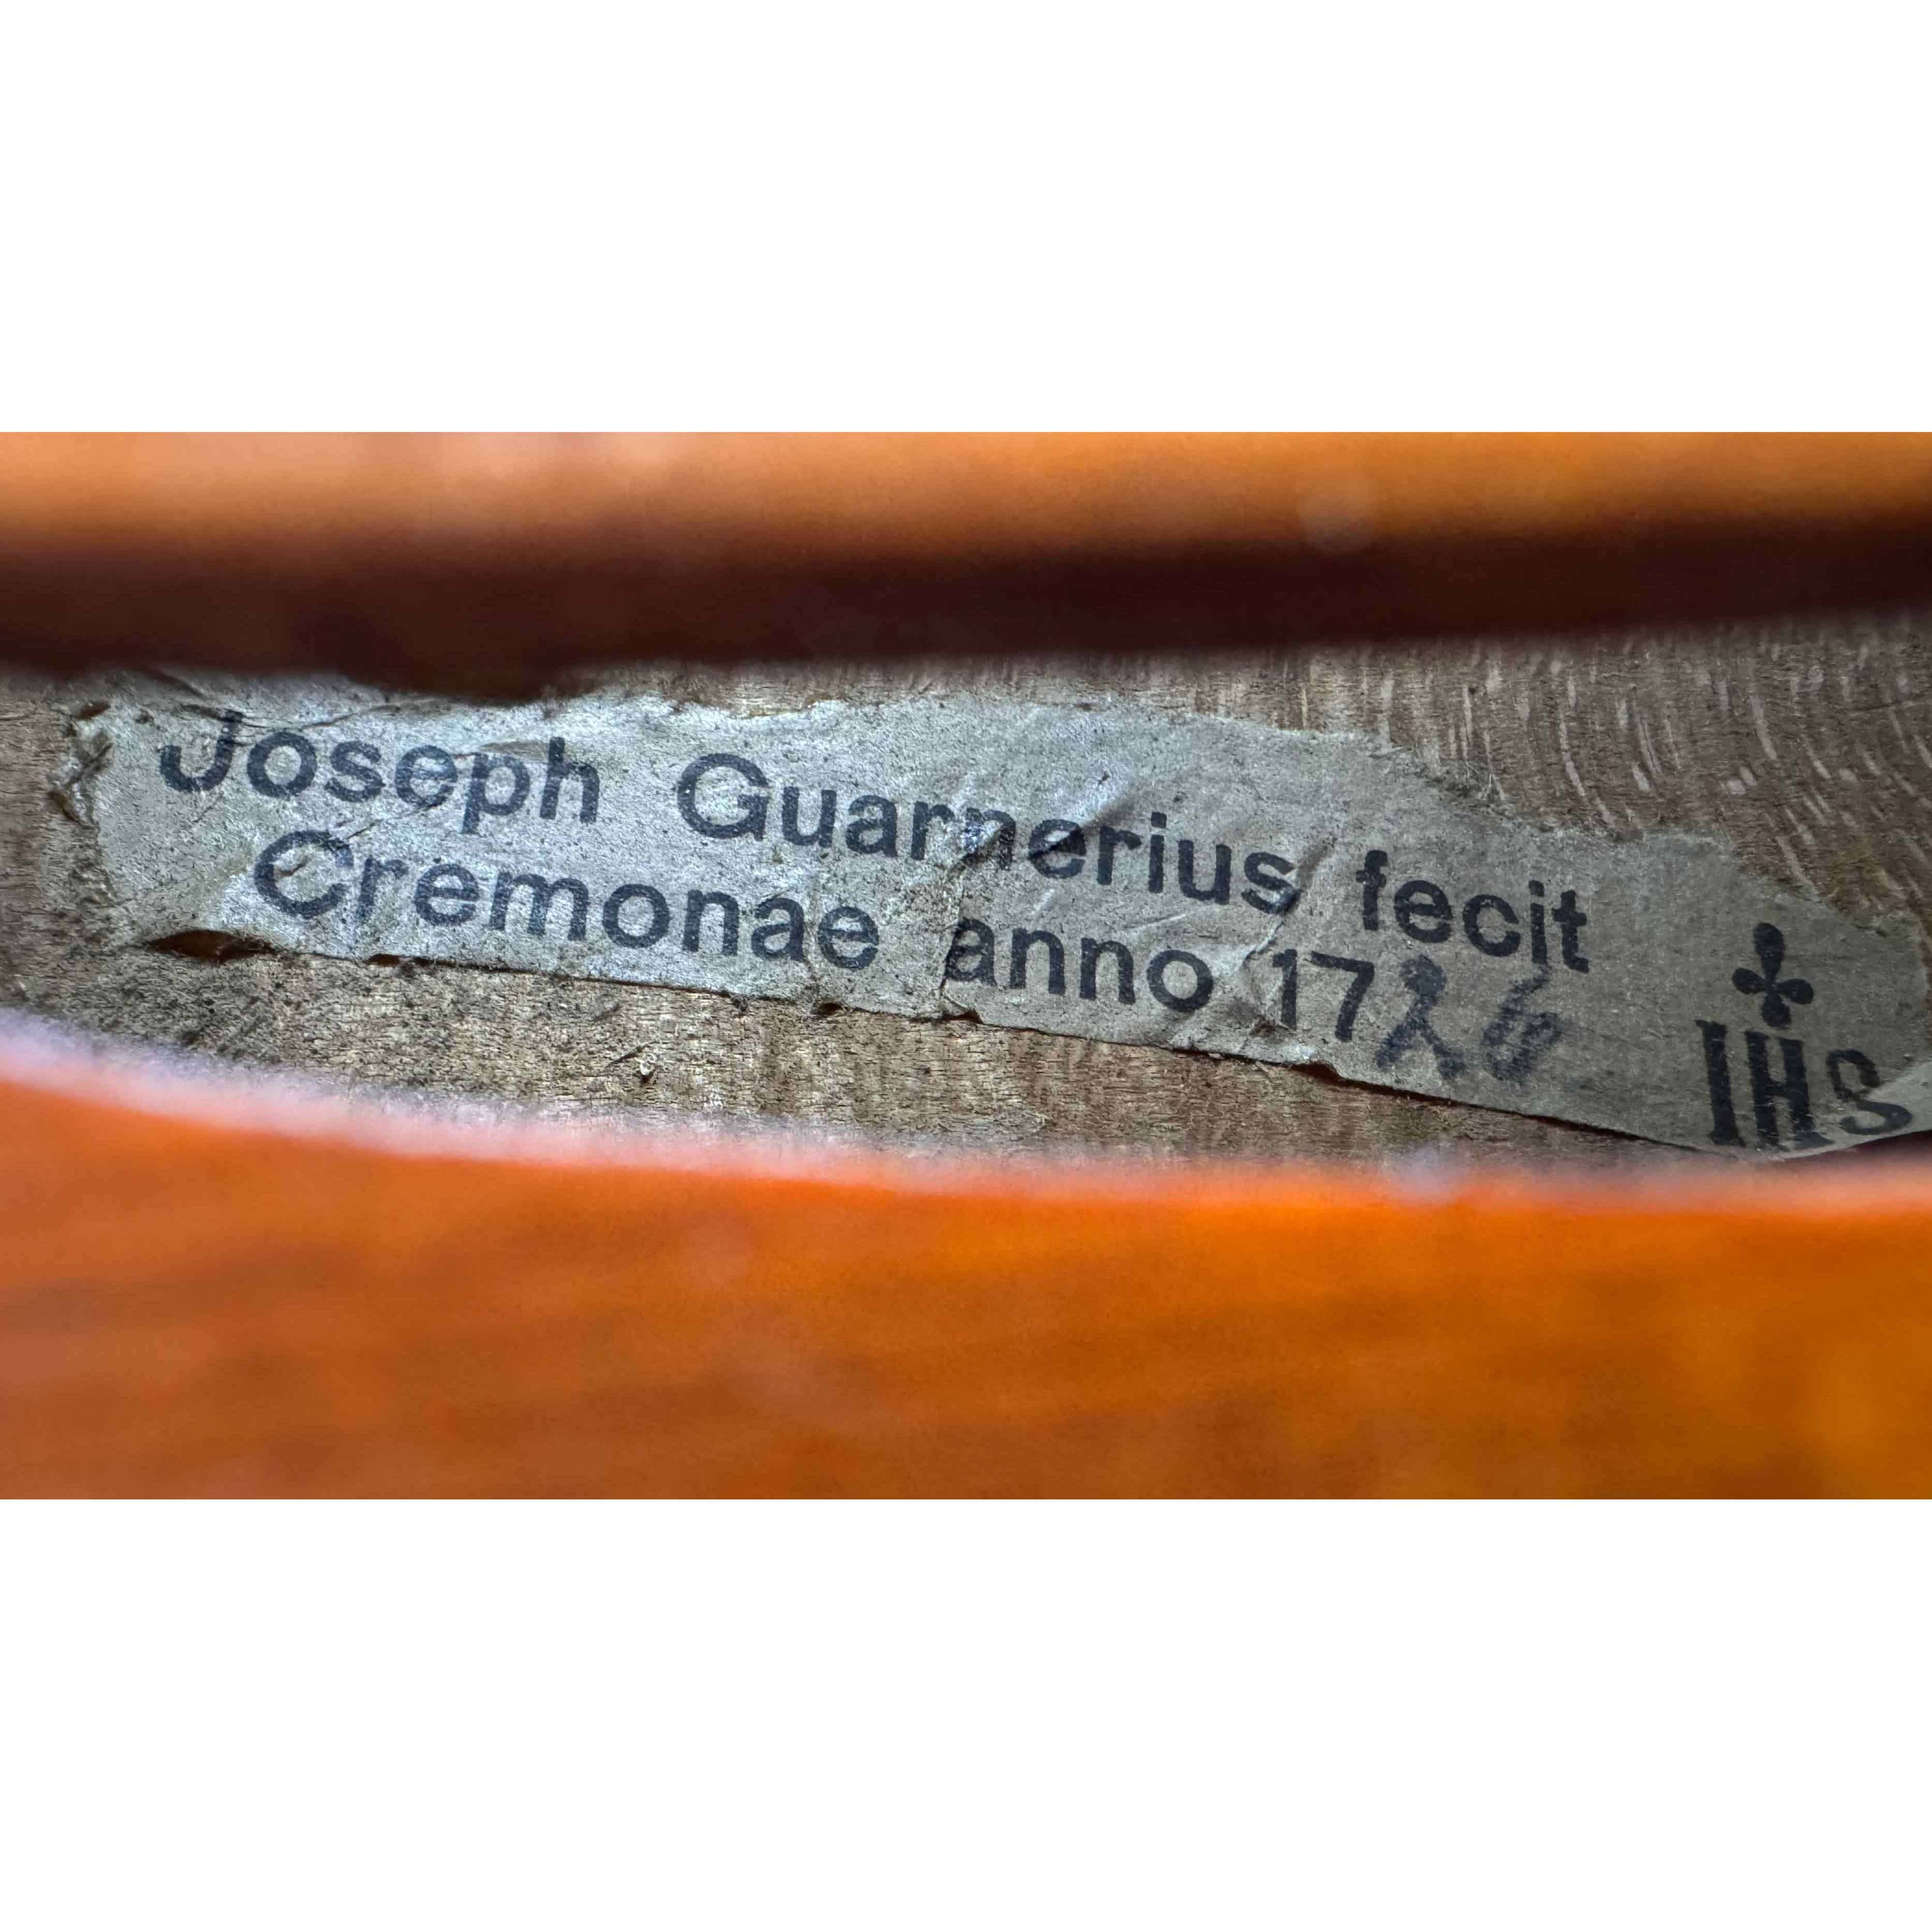 Joseph Guarnerius fecit
Cremonae anno 1726
IHS